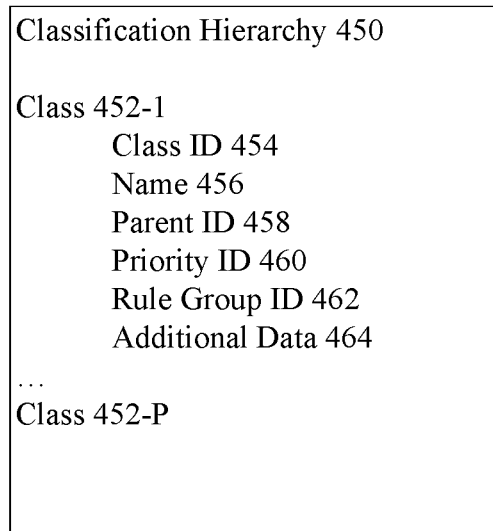 Classification Hierarchy 450
Class 452-1
Class ID 454
Name 456
Parent ID 458
Priority ID 460
Rule Group ID 462
Additional Data 464
...
Class 452-P